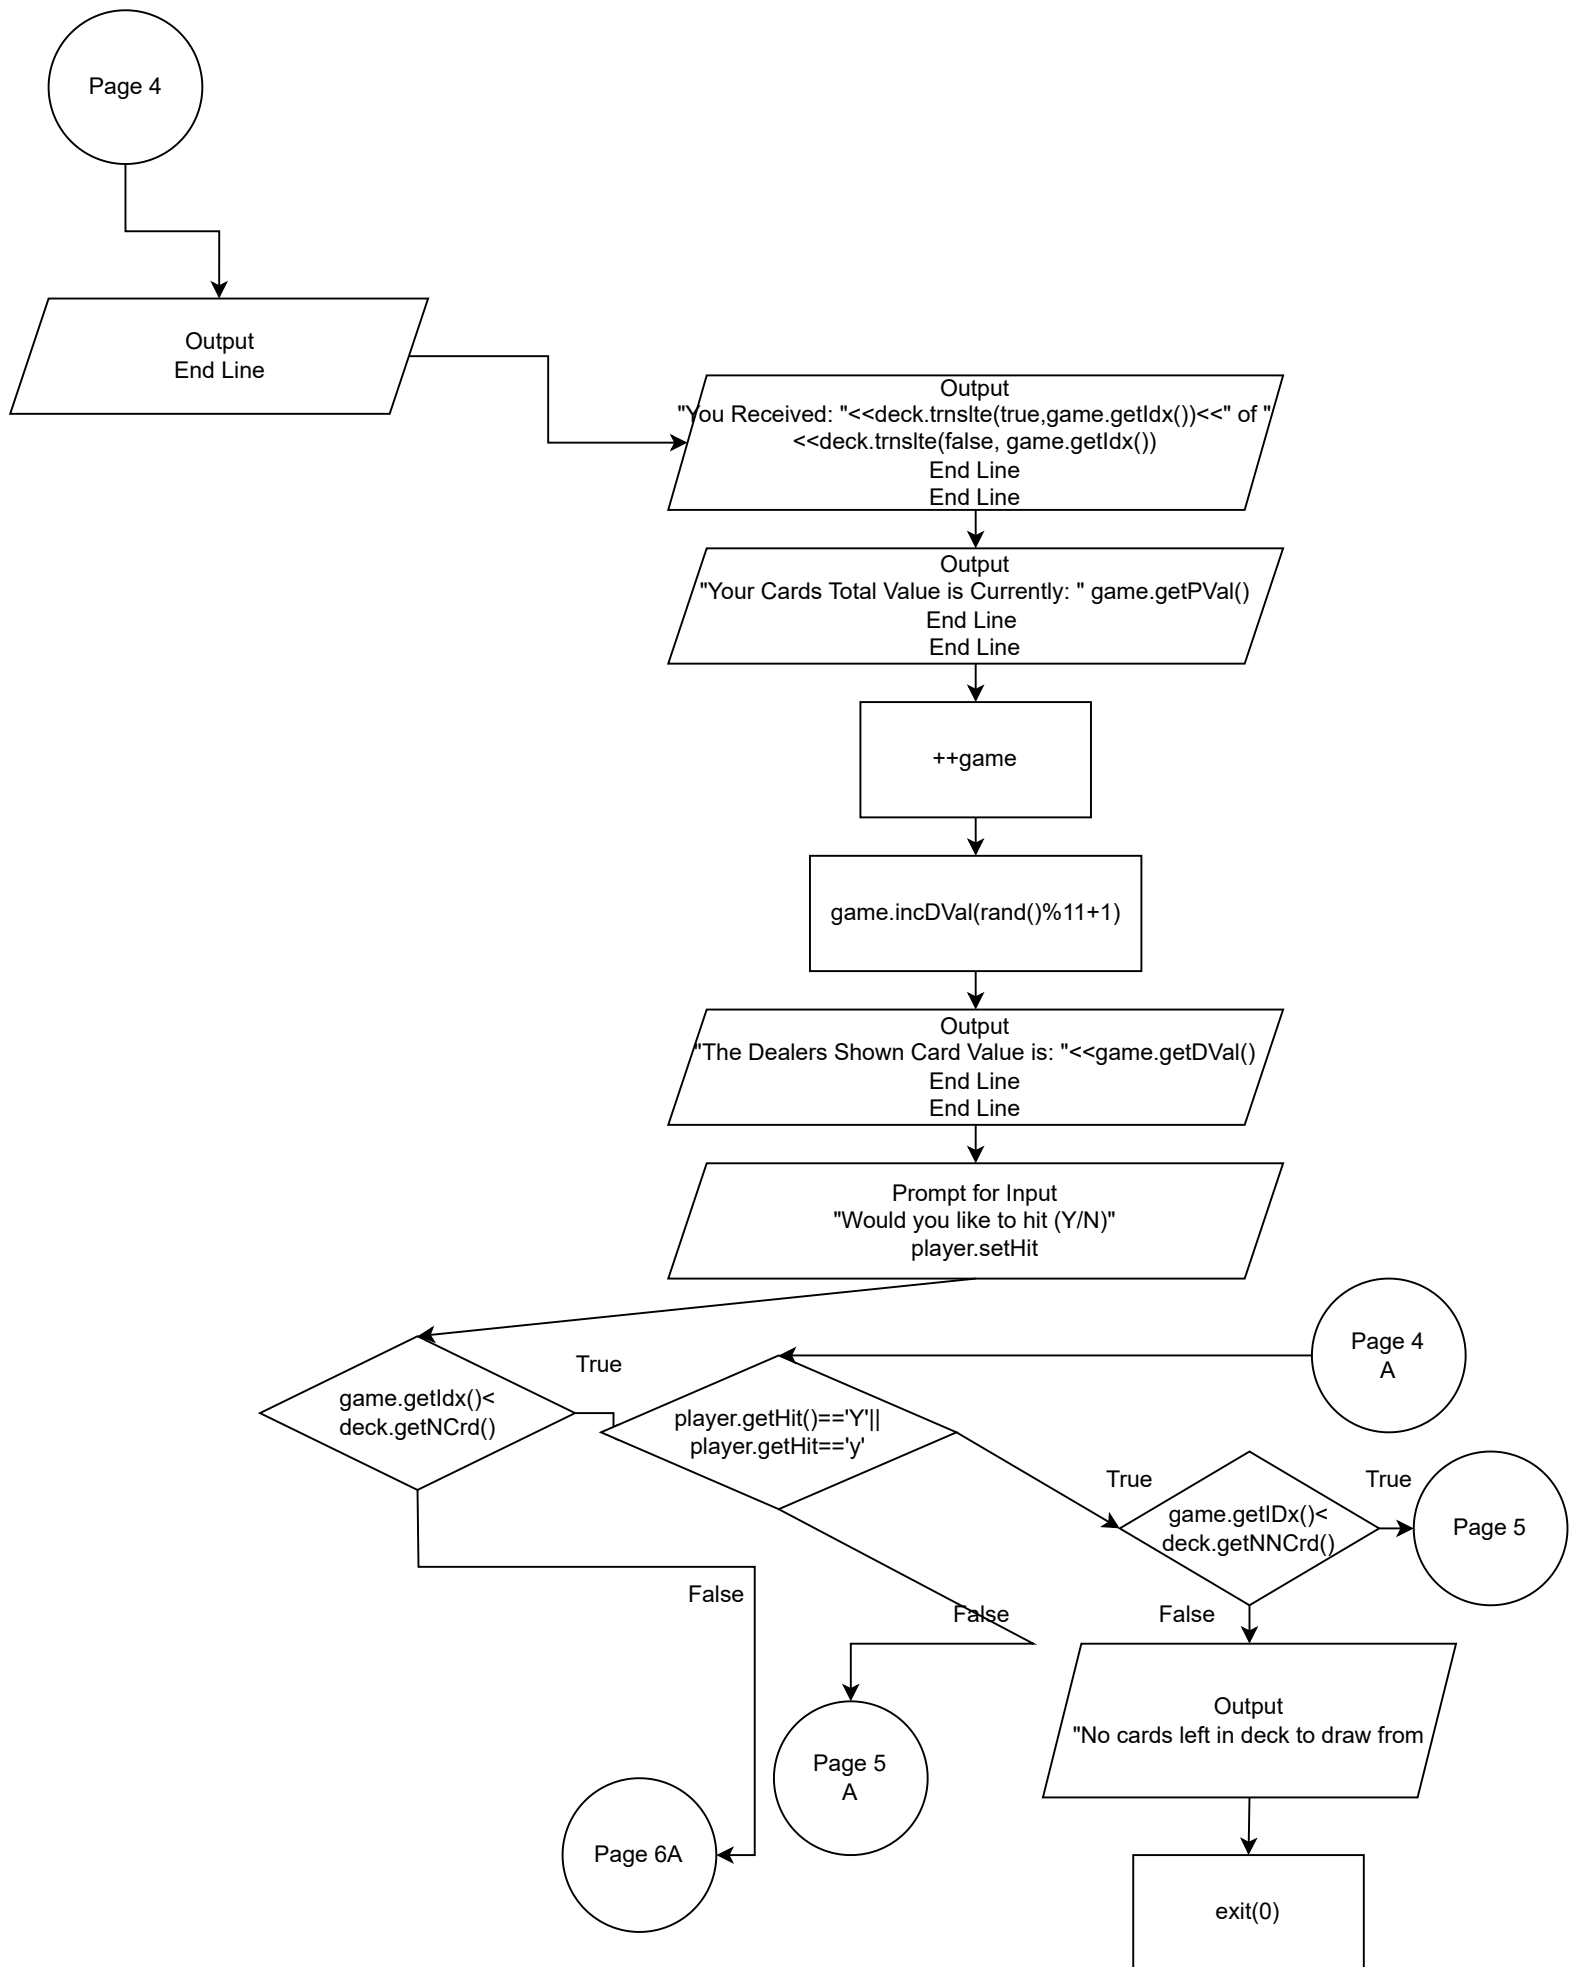 Page 4
Output
End Line
Output
"You Received: "<<deck.trnslte(true,game.getIdx())<<" of "
<<deck.trnslte(false, game.getIdx())
End Line
End Line
Output
"Your Cards Total Value is Currently: " game.getPVal()
End Line
End Line
++game
game.incDVal(rand()%11+1)
Output
"The Dealers Shown Card Value is: "<<game.getDVal()
End Line
End Line
Prompt for Input
"Would you like to hit (Y/N)"
player.setHit
Page 4
A
True
game.getIdx()<
deck.getNCrd()
player.getHit()=='Y'||
player.getHit=='y'
True
True
game.getIDx()<
deck.getNNCrd()
Page 5
False
False
False
Output
"No cards left in deck to draw from
Page 5
A
Page 6A
exit(0)